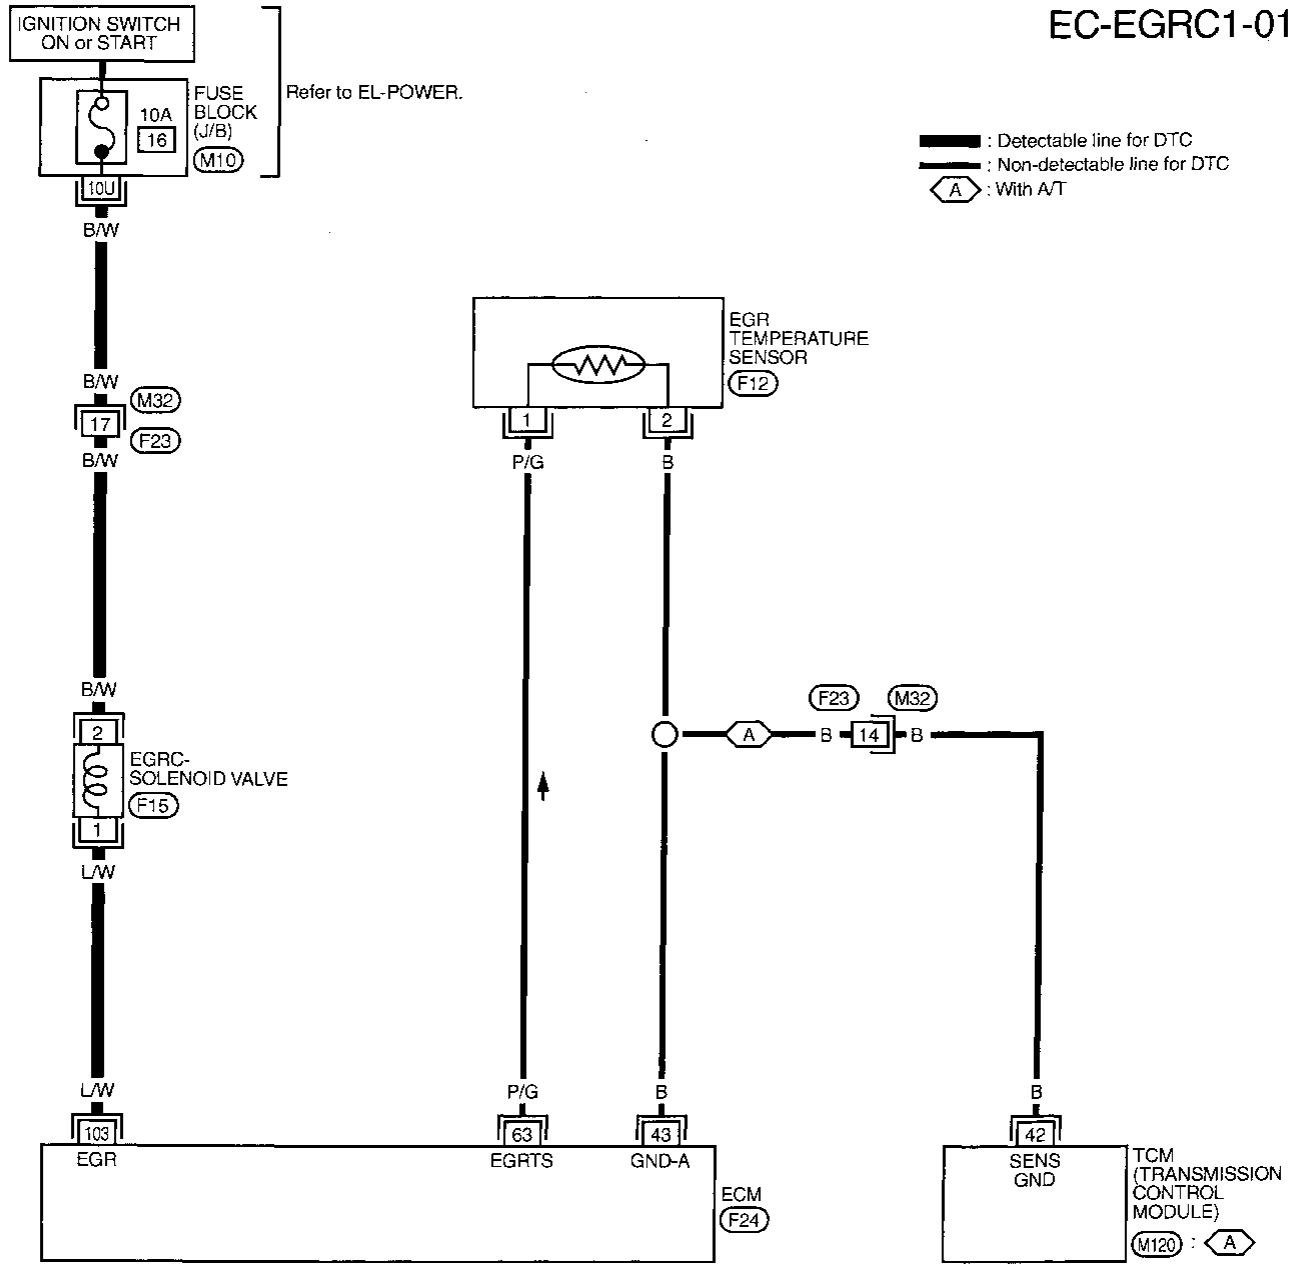 EC-EGRC1-01
IGNITION SWITCH
ON or START
FUSE
BLOCK
(J/B)
M10
10A
16
Refer to EL-POWER.
10U
: Detectable line for DTC
: Non-detectable line for DTC
A : With A/T
B/W
EGR
TEMPERATURE
SENSOR
F12
B/W
M32
17
F23
B/W
1
2
P/G
B
B/W
F23
M32
2
A
B
14
B
EGRC-
SOLENOID VALVE
F15
1
L/W
L/W
P/G
B
B
103
63
43
42
EGR
EGRTS
GND-A
SENS
GND
ECM
F24
TCM
(TRANSMISSION
CONTROL
MODULE)
M120 : A